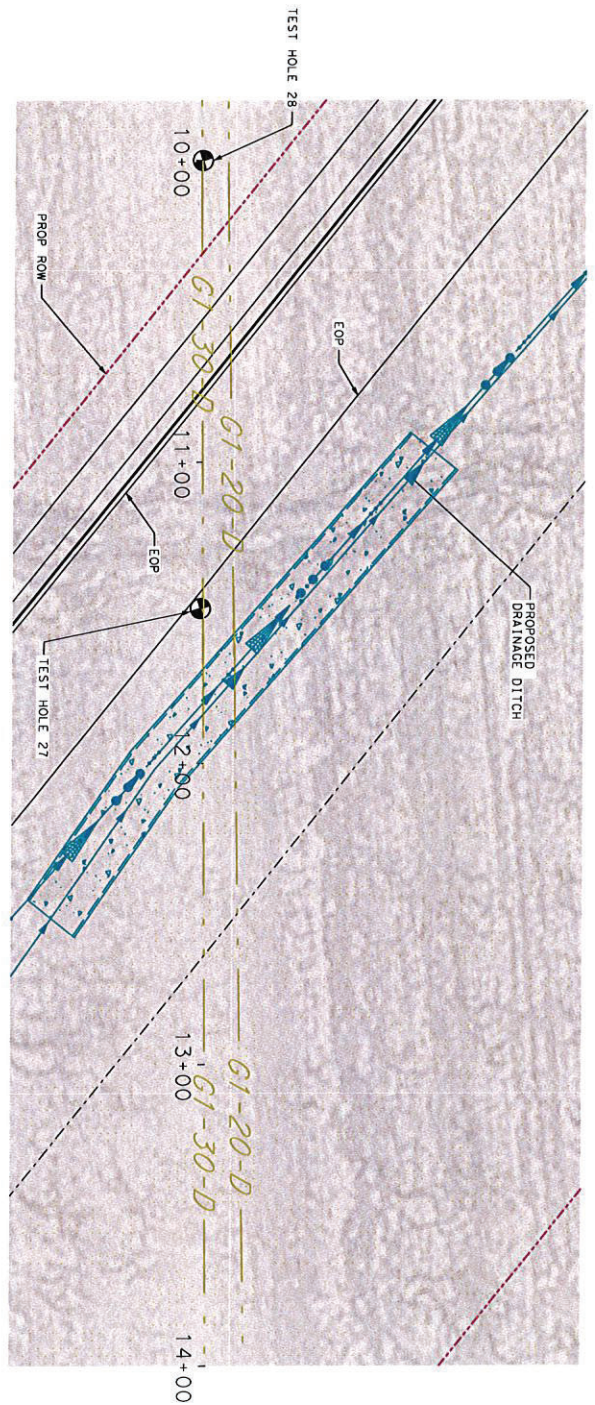 TEST HOLE 28
10+00
PROP ROW
G1-30-D
G1-20-D
EOP
11+00
EOP
PROPOSED
DRAINAGE DITCH
TEST HOLE 27
12+00
13+00
G1-20-D
G1-30-D
14+00